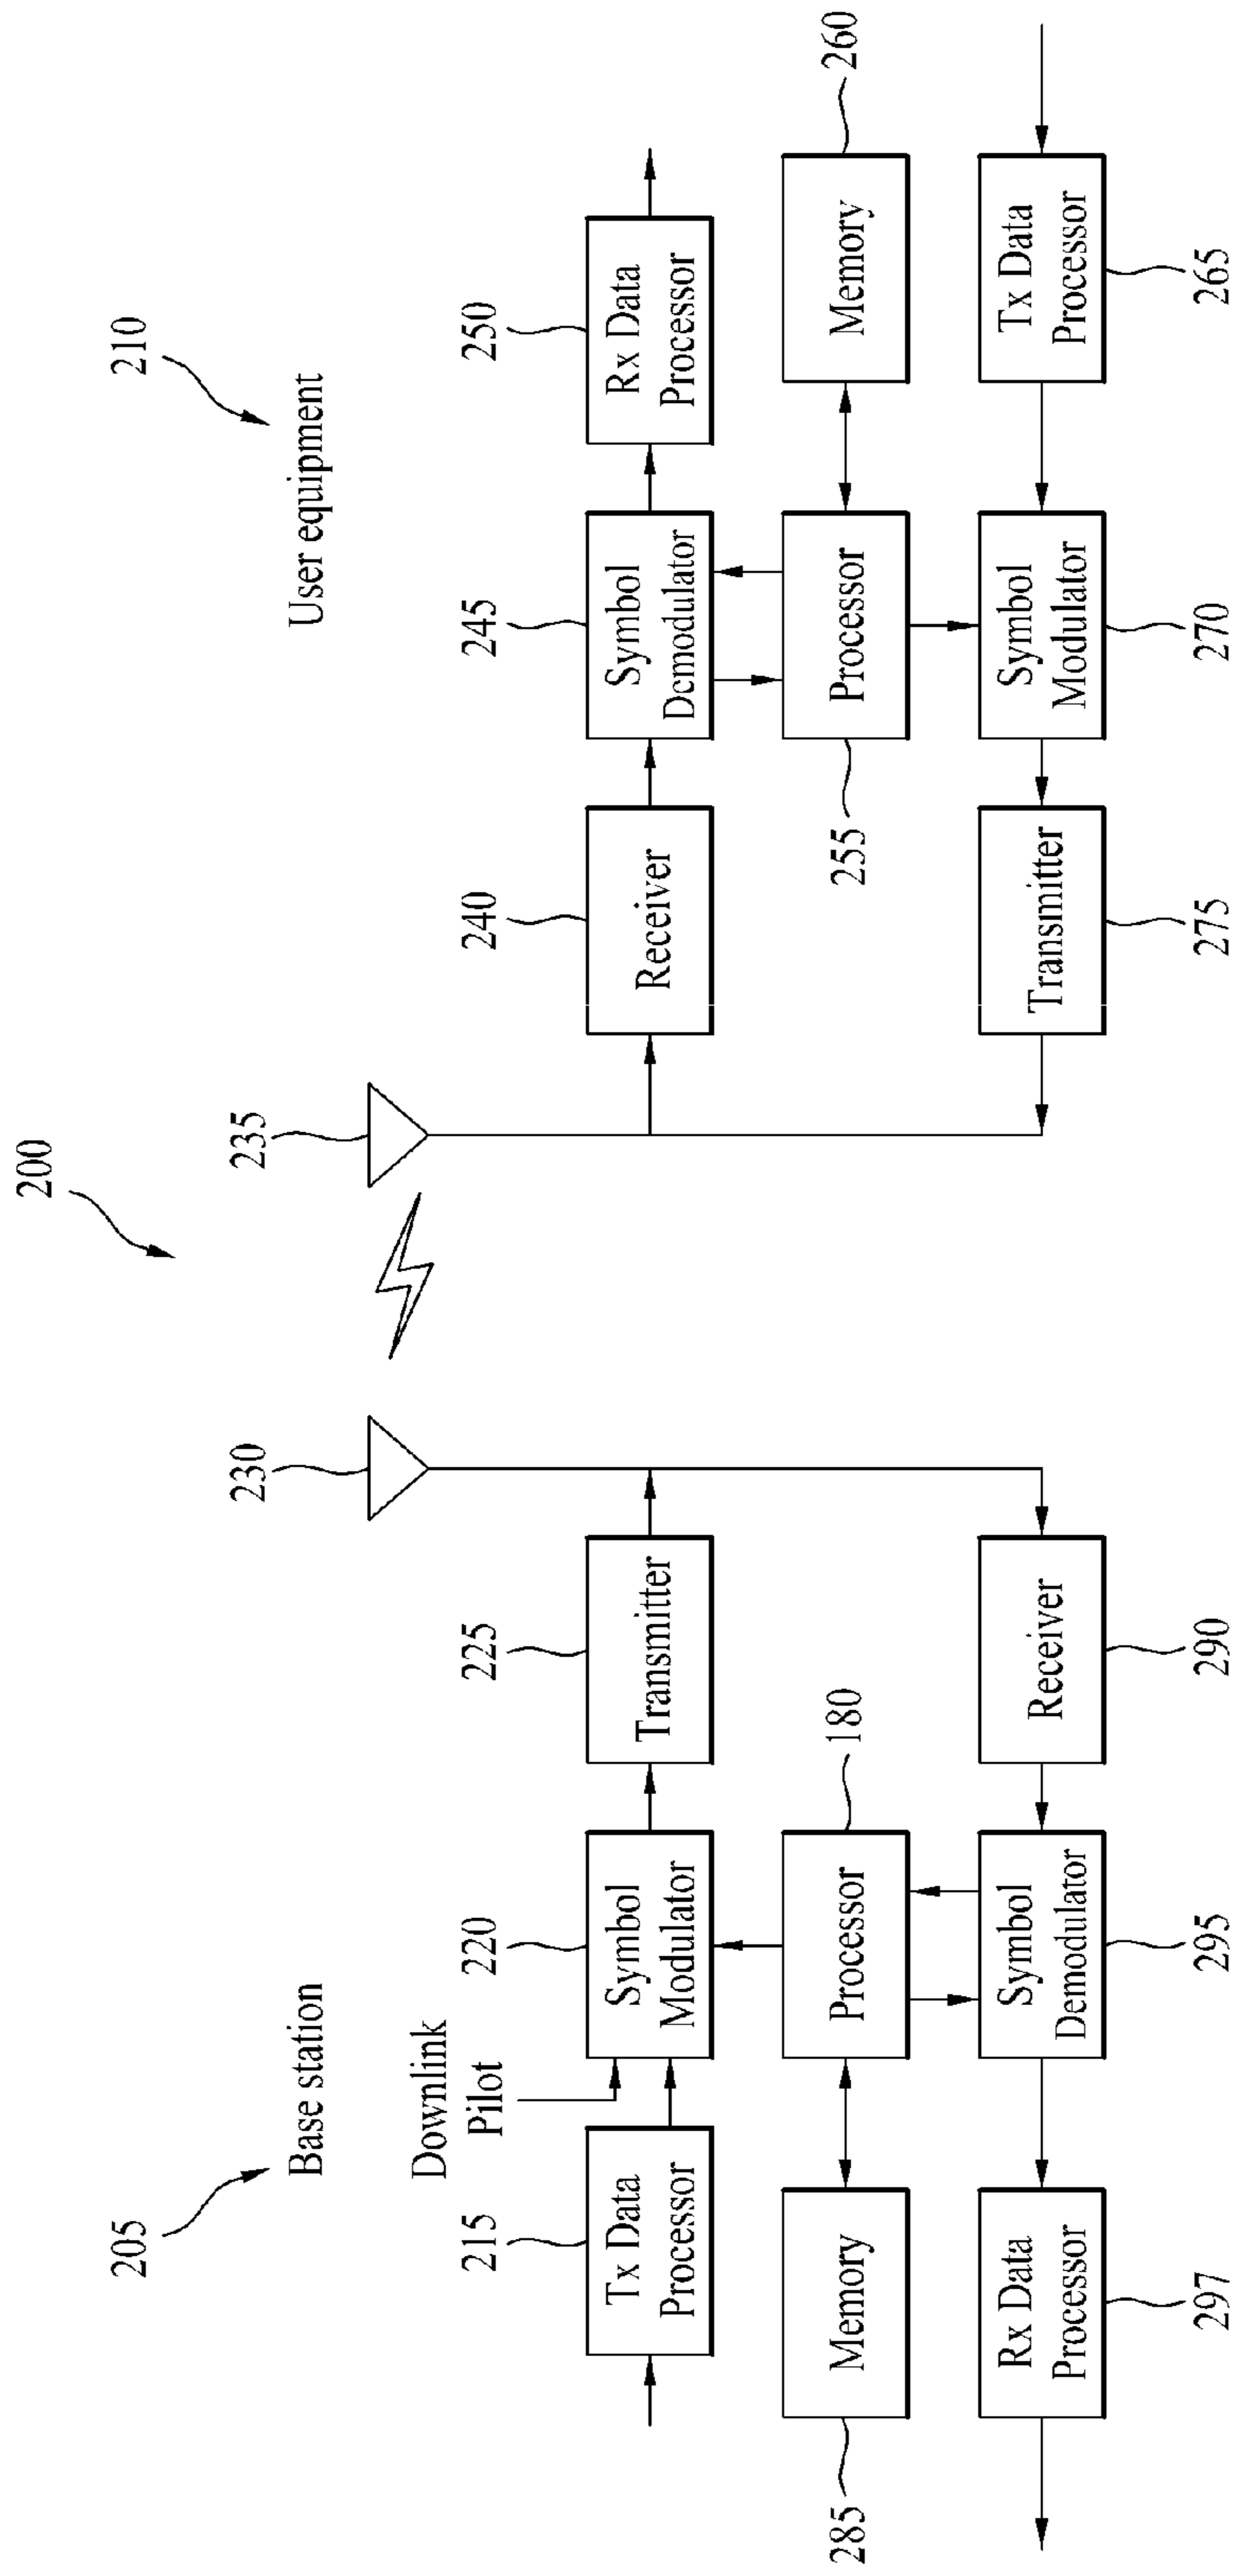 200
205
Base station
210
User equipment
230
235
Downlink
Pilot
215
220
225
240
245
250
Tx Data
Processor
Symbol
Modulator
Transmitter
Receiver
Symbol
Demodulator
Rx Data
Processor
180
260
Memory
Processor
Processor
Memory
285
255
Rx Data
Processor
Symbol
Demodulator
Receiver
Transmitter
Symbol
Modulator
Tx Data
Processor
297
295
290
275
270
265